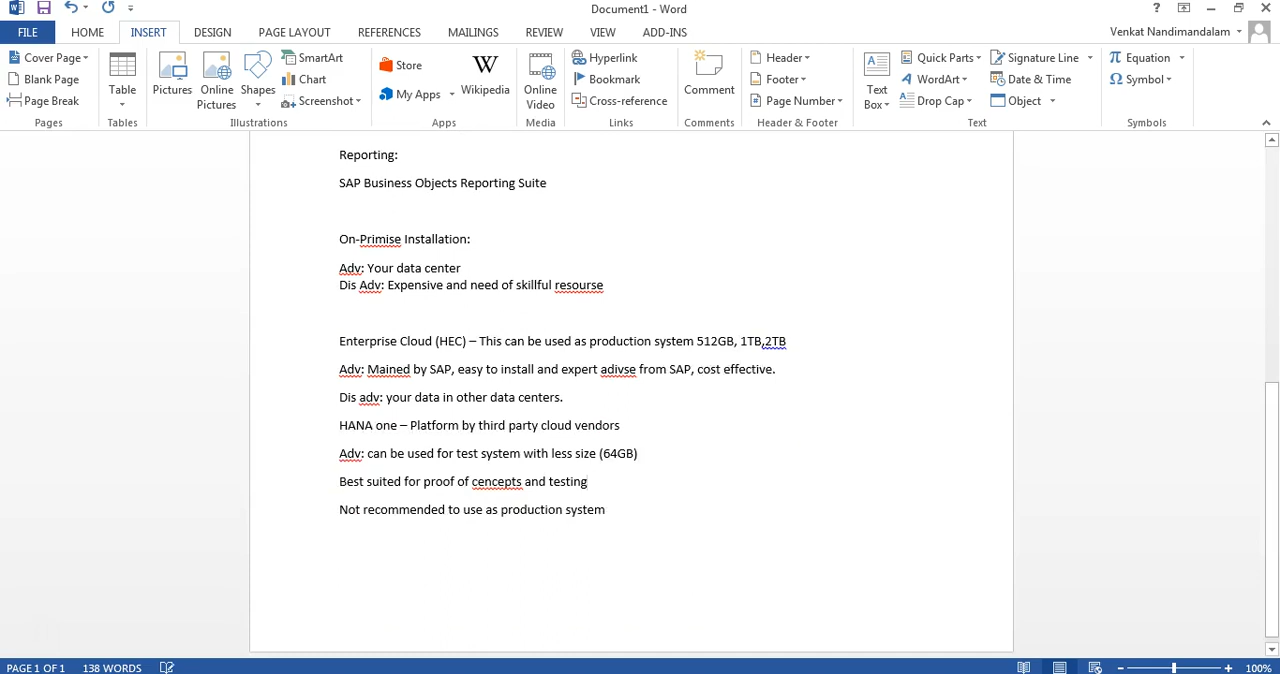 Document1 - Word
?
FILE HOME INSERT DESIGN PAGE LAYOUT REFERENCES MAILINGS REVIEW VIEW ADD-INS
Venkat Nandimandalam
Cover Page
Blank Page
Page Break
Pages
Table
Tables
Pictures
Online Pictures
Shapes
SmartArt
Chart
Screenshot
Illustrations
Store
My Apps
W
Wikipedia
Apps
Online Video
Media
Hyperlink
Bookmark
Cross-reference
Links
Comment
Comments
Header
Footer
Page Number
Header & Footer
Text Box
Quick Parts
WordArt
Drop Cap
Signature Line
Date & Time
Object
Text
π Equation
Ω Symbol
Symbols
Reporting:
SAP Business Objects Reporting Suite
On-Primise Installation:
Adv: Your data center
Dis Adv: Expensive and need of skillful resourse
Enterprise Cloud (HEC) – This can be used as production system 512GB, 1TB,2TB
Adv: Mained by SAP, easy to install and expert adivse from SAP, cost effective.
Dis adv: your data in other data centers.
HANA one – Platform by third party cloud vendors
Adv: can be used for test system with less size (64GB)
Best suited for proof of cencepts and testing
Not recommended to use as production system
PAGE 1 OF 1 138 WORDS
100%